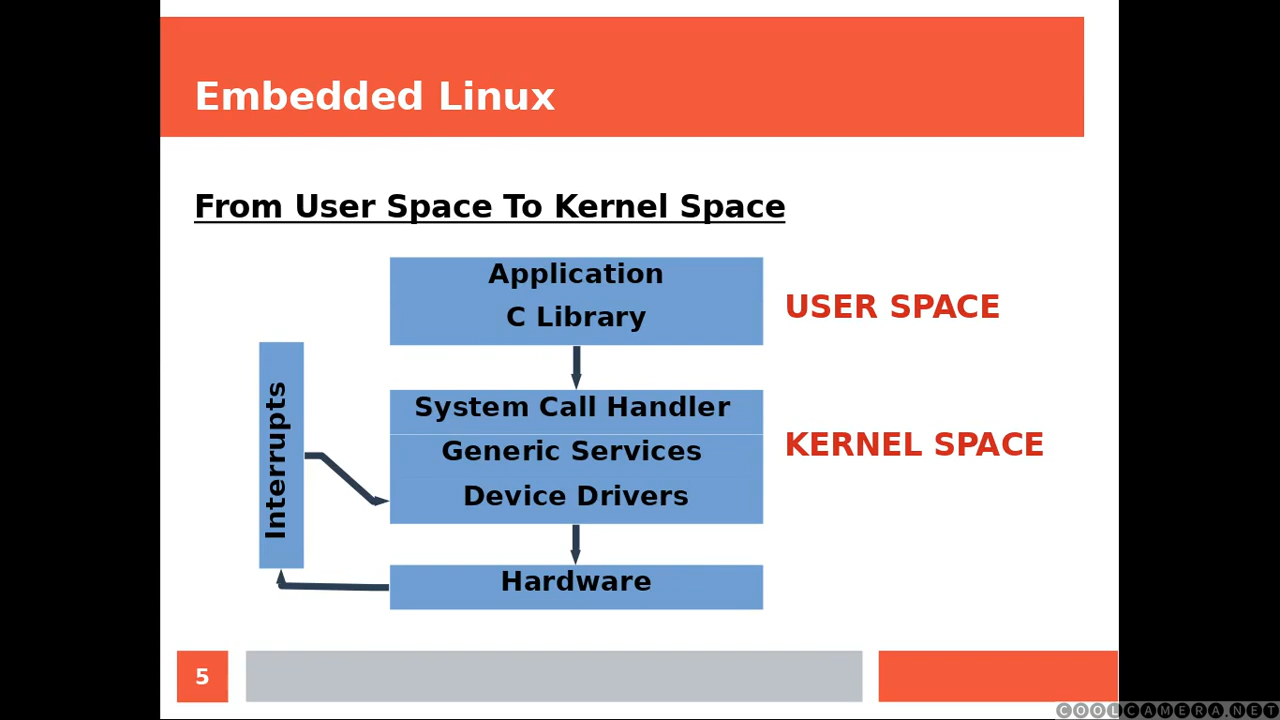 Embedded Linux
From User Space To Kernel Space
Application
C Library
USER SPACE
Interrupts
System Call Handler
Generic Services
Device Drivers
KERNEL SPACE
Hardware
5
COOLCAMERA.NET